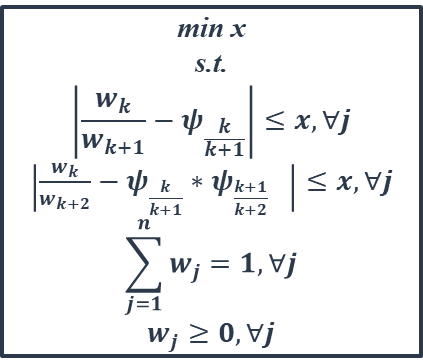 min x
s.t.
|w_k/w_{k+1} − ψ_{k/(k+1)}| ≤ x, ∀j
|w_k/w_{k+2} − ψ_{k/(k+1)} * ψ_{(k+1)/(k+2)}| ≤ x, ∀j
∑_{j=1}^{n} w_j = 1, ∀j
w_j ≥ 0, ∀j